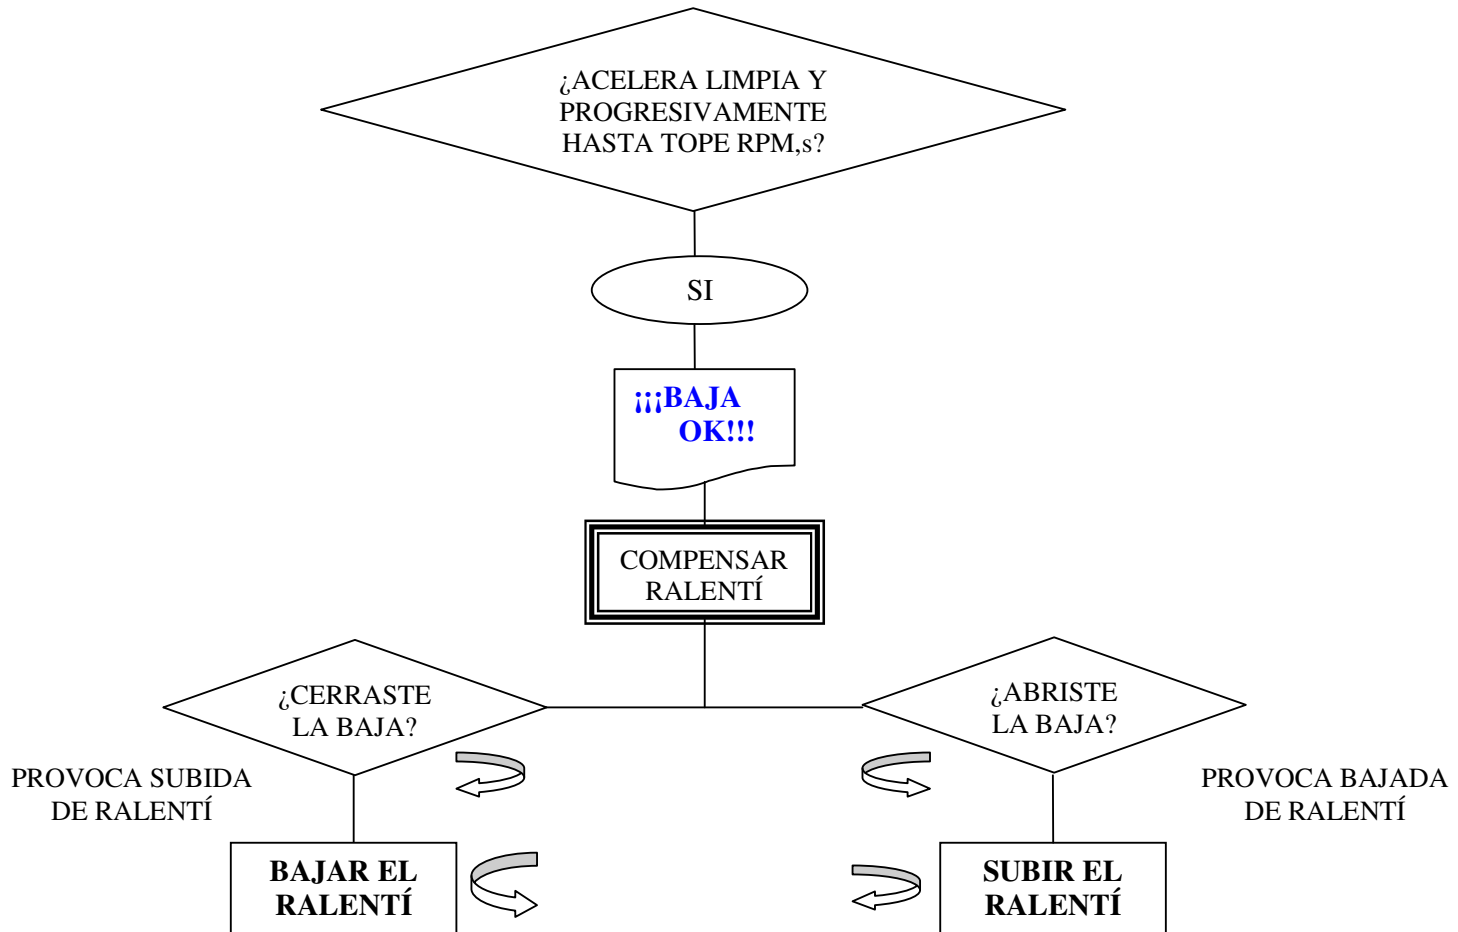 ¿ACELERA LIMPIA Y
PROGRESIVAMENTE
HASTA TOPE RPM,s?
SI
¡¡¡BAJA
OK!!!
COMPENSAR
RALENTÍ
¿CERRASTE
LA BAJA?
¿ABRISTE
LA BAJA?
PROVOCA SUBIDA
DE RALENTÍ
PROVOCA BAJADA
DE RALENTÍ
BAJAR EL
RALENTÍ
SUBIR EL
RALENTÍ